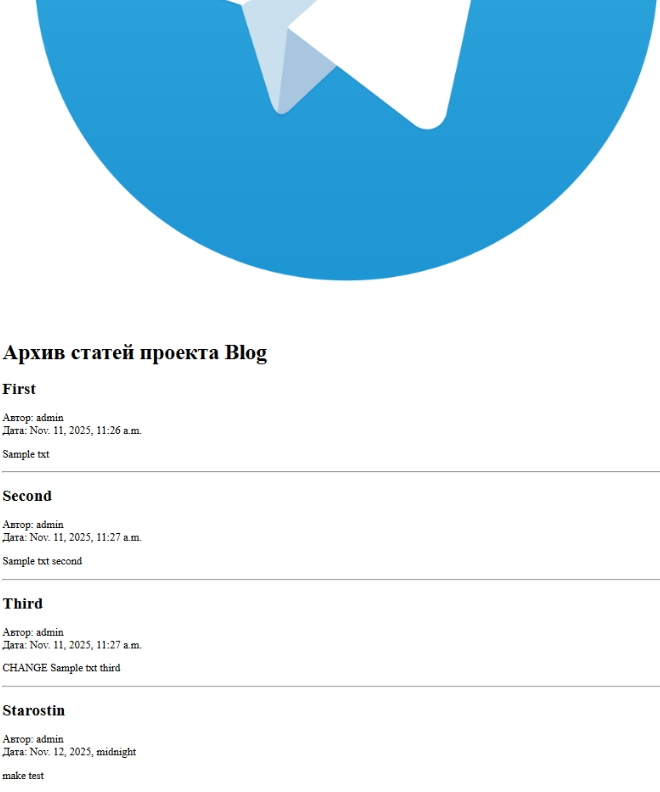 Архив статей проекта Blog
First
Автор: admin
Дата: Nov. 11, 2025, 11:26 a.m.
Sample txt
Second
Автор: admin
Дата: Nov. 11, 2025, 11:27 a.m.
Sample txt second
Third
Автор: admin
Дата: Nov. 11, 2025, 11:27 a.m.
CHANGE Sample txt third
Starostin
Автор: admin
Дата: Nov. 12, 2025, midnight
make test